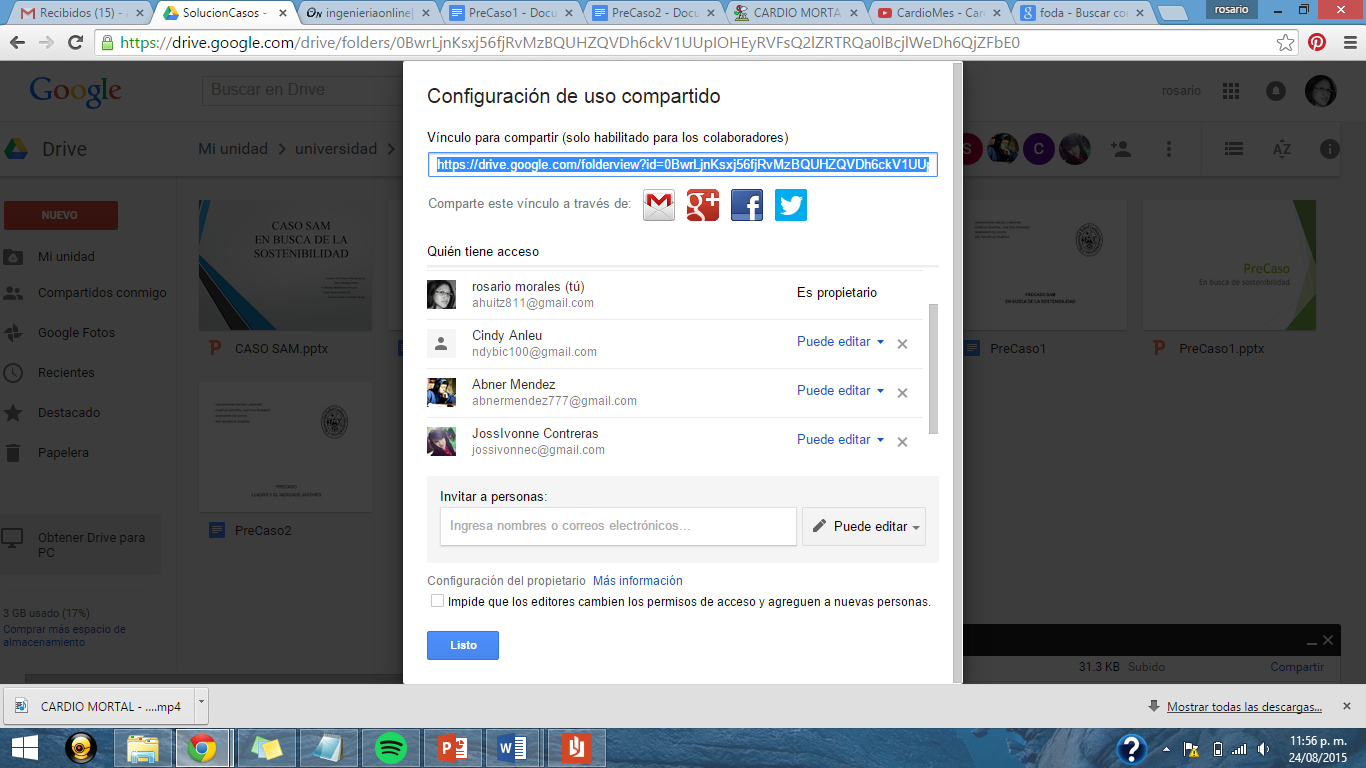 Recibidos (15) - A
SolucionCasos -
ingenieriaonline|
PreCaso1 - Docu
PreCaso2 - Docu
CARDIO MORTAL
CardioMes - Car
foda - Buscar co
rosario
https://drive.google.com/drive/folders/0BwrLjnKsxj56fjRvMzBQUHZQVDh6ckV1UUpIOHEyRVFsQ2lZRTRQa0lBcjlWeDh6QjZFbE0
Google
Buscar en Drive
rosario
Drive
Mi unidad
universidad
S
C
NUEVO
Mi unidad
Compartidos conmigo
Google Fotos
Recientes
Destacado
Papelera
Obtener Drive para
PC
3 GB usado (17%)
Comprar más espacio de
almacenamiento
CASO SAM
EN BUSCA DE LA
SOSTENIBILIDAD
CASO SAM.pptx
PRECASO
PreCaso2
Configuración de uso compartido
Vínculo para compartir (solo habilitado para los colaboradores)
https://drive.google.com/folderview?id=0BwrLjnKsxj56fjRvMzBQUHZQVDh6ckV1UUp
Comparte este vínculo a través de:
Quién tiene acceso
rosario morales (tú)
Es propietario
ahuitz811@gmail.com
Cindy Anleu
Puede editar
ndybic100@gmail.com
Abner Mendez
Puede editar
abnermendez777@gmail.com
JossIvonne Contreras
Puede editar
jossivonnec@gmail.com
Invitar a personas:
Ingresa nombres o correos electrónicos...
Puede editar
Configuración del propietario Más información
Impide que los editores cambien los permisos de acceso y agreguen a nuevas personas.
Listo
PRECASO SAM
EN BUSCA DE LA SOSTENIBILIDAD
PreCaso1
PreCaso
En busca de sostenibilidad
PreCaso1.pptx
31.3 KB Subido
Compartir
CARDIO MORTAL - ....mp4
Mostrar todas las descargas...
11:56 p. m.
24/08/2015